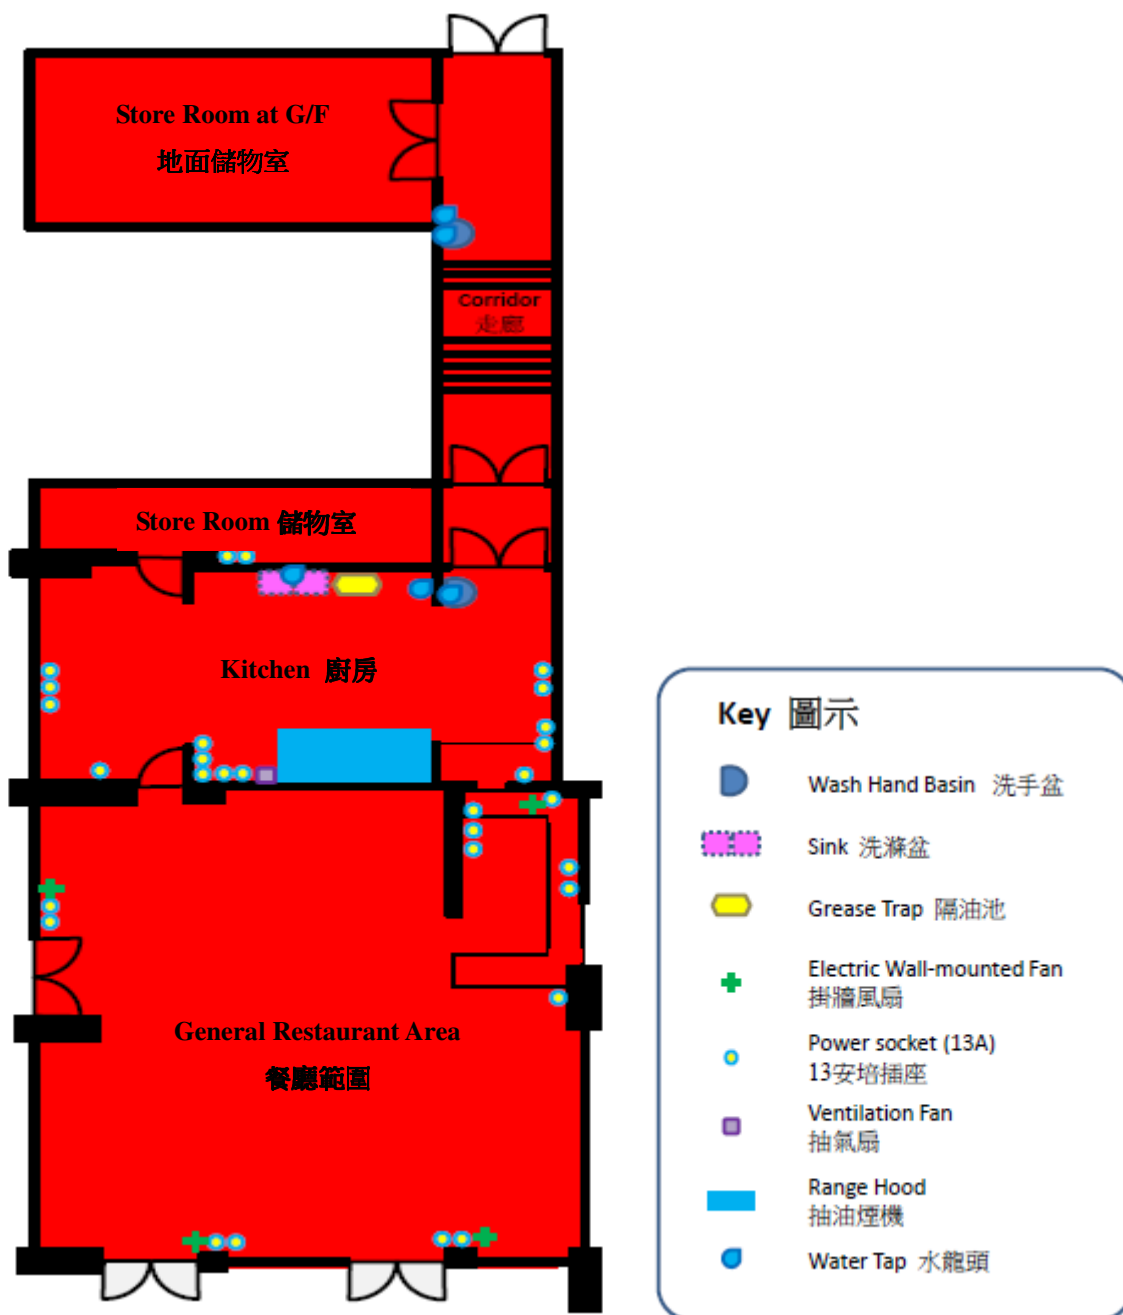 Store Room at G/F
地面儲物室
Corridor
走廊
Store Room 儲物室
Kitchen 廚房
General Restaurant Area
餐廳範圍
Key 圖示
Wash Hand Basin 洗手盆
Sink 洗滌盆
Grease Trap 隔油池
Electric Wall-mounted Fan
掛牆風扇
Power socket (13A)
13安培插座
Ventilation Fan
抽氣扇
Range Hood
抽油煙機
Water Tap 水龍頭